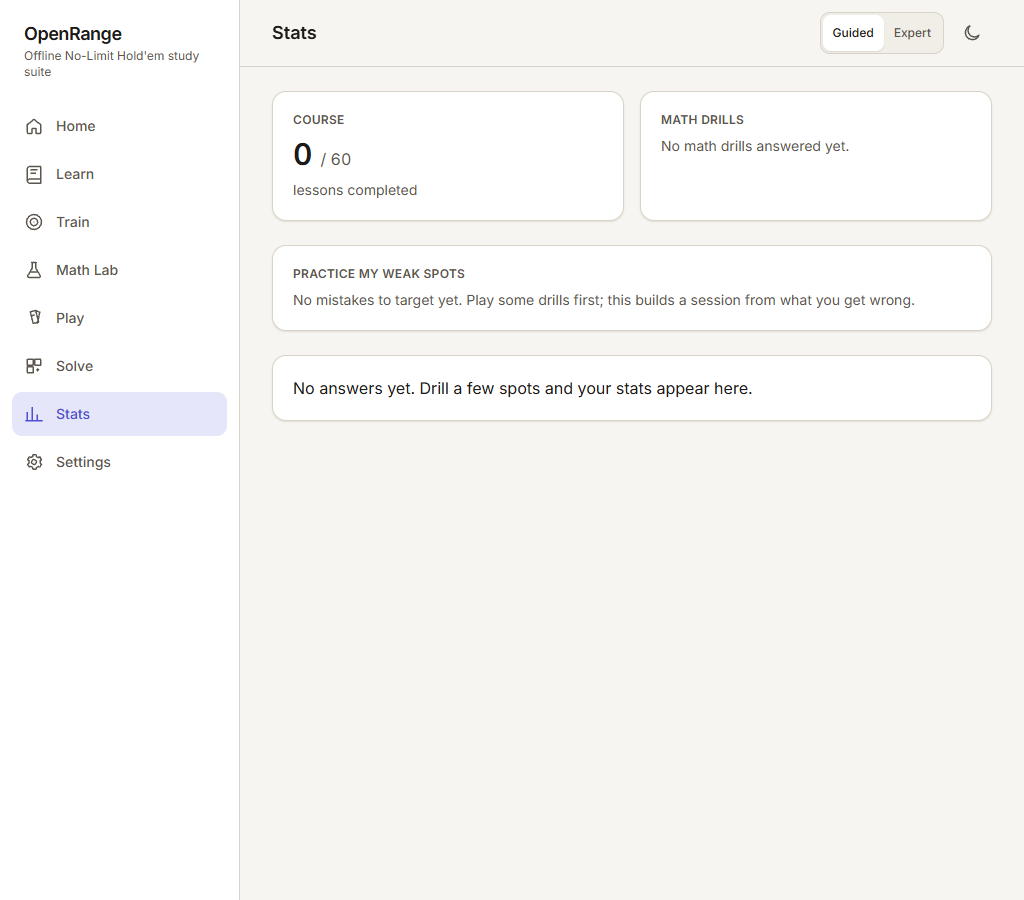 OpenRange
Offline No-Limit Hold'em study
suite
Home
Learn
Train
Math Lab
Play
Solve
Stats
Settings
Stats
Guided
Expert
COURSE
0 / 60
lessons completed
MATH DRILLS
No math drills answered yet.
PRACTICE MY WEAK SPOTS
No mistakes to target yet. Play some drills first; this builds a session from what you get wrong.
No answers yet. Drill a few spots and your stats appear here.